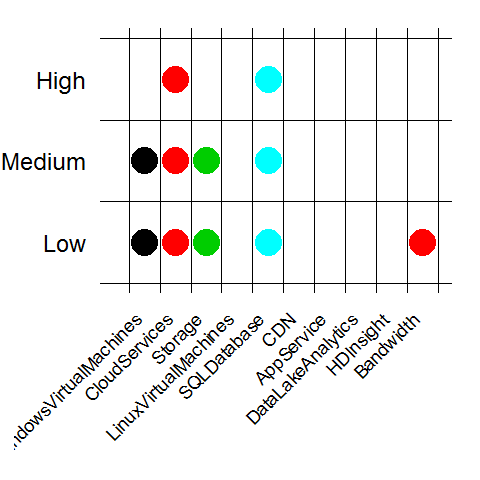 High
Medium
Low
ndowsVirtualMachines
CloudServices
Storage
LinuxVirtualMachines
SQLDatabase
CDN
AppService
DataLakeAnalytics
HDInsight
Bandwidth